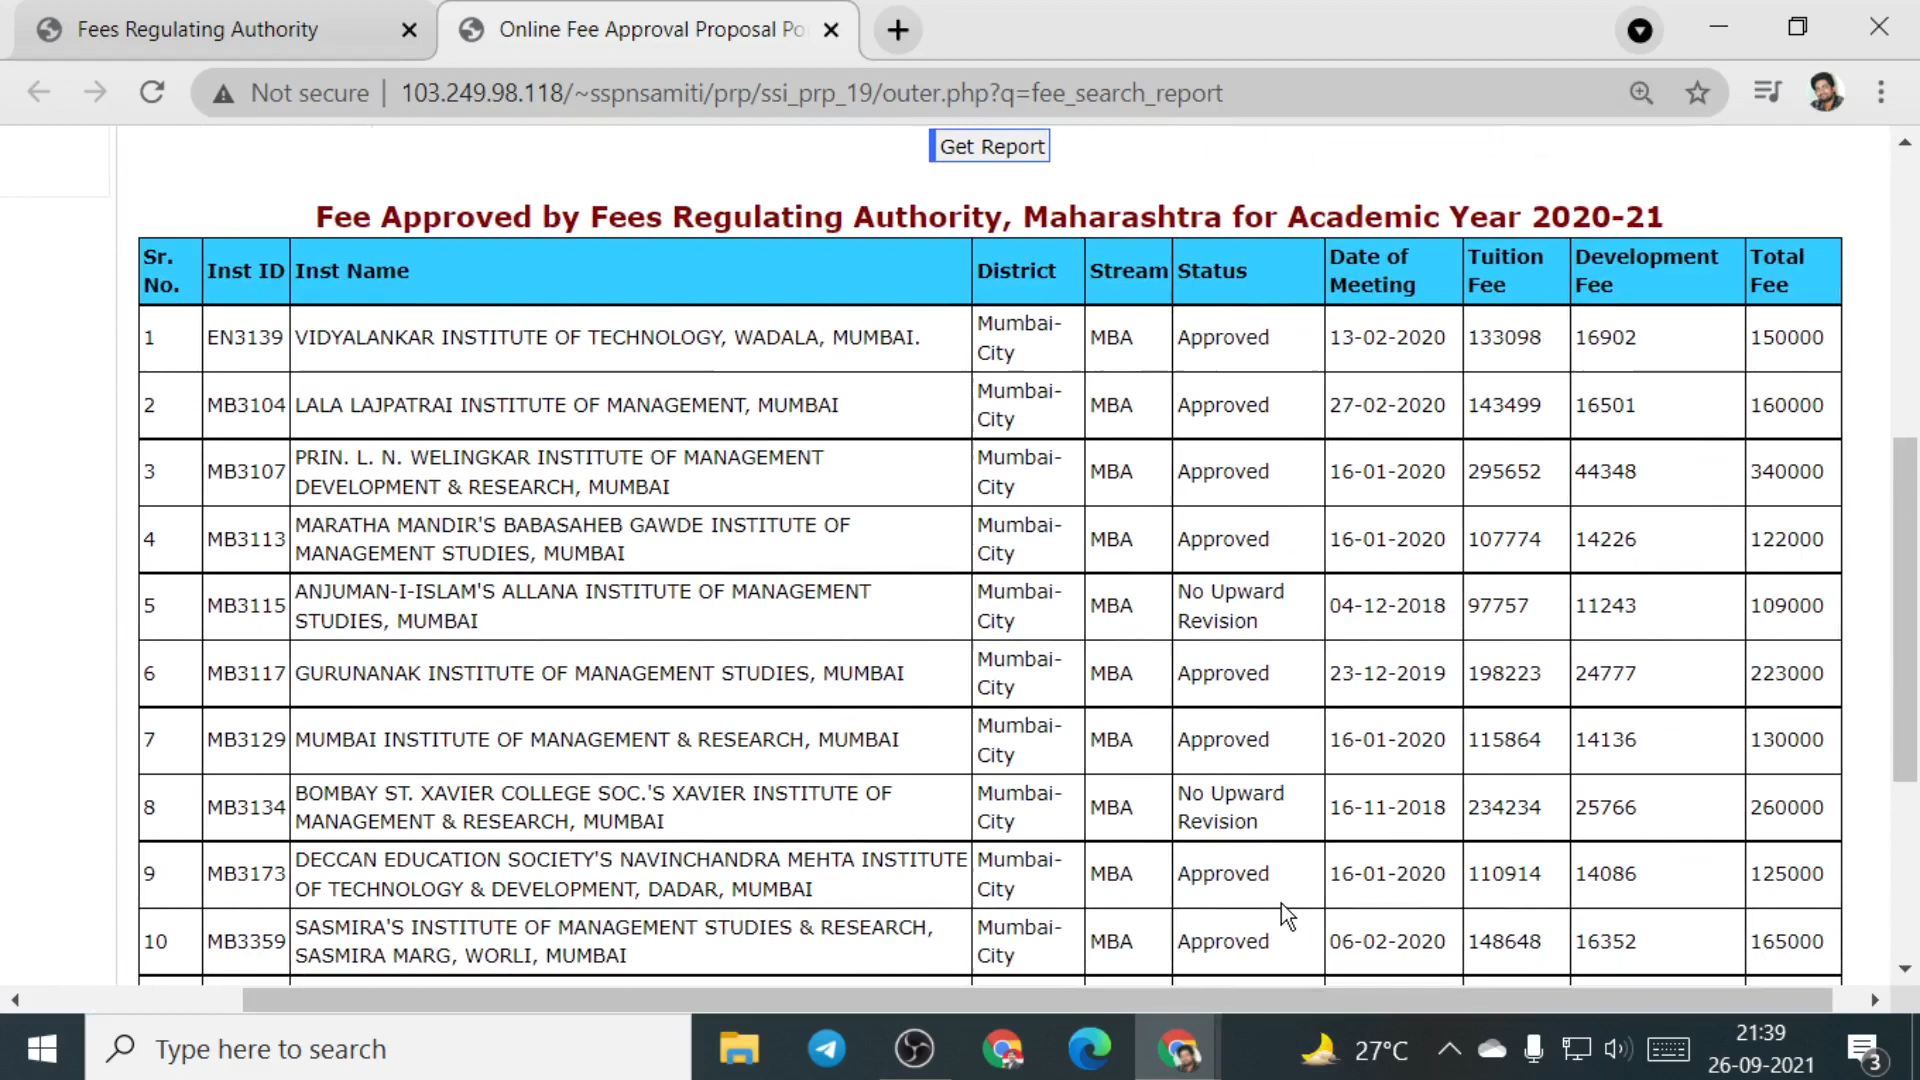 Fees Regulating Authority
Online Fee Approval Proposal Po
Not secure | 103.249.98.118/~sspnsamiti/prp/ssi_prp_19/outer.php?q=fee_search_report
Get Report
Fee Approved by Fees Regulating Authority, Maharashtra for Academic Year 2020-21
Sr. No. Inst ID Inst Name District Stream Status Date of Meeting Tuition Fee Development Fee Total Fee
1 EN3139 VIDYALANKAR INSTITUTE OF TECHNOLOGY, WADALA, MUMBAI. Mumbai-City MBA Approved 13-02-2020 133098 16902 150000
2 MB3104 LALA LAJPATRAI INSTITUTE OF MANAGEMENT, MUMBAI Mumbai-City MBA Approved 27-02-2020 143499 16501 160000
3 MB3107 PRIN. L. N. WELINGKAR INSTITUTE OF MANAGEMENT DEVELOPMENT & RESEARCH, MUMBAI Mumbai-City MBA Approved 16-01-2020 295652 44348 340000
4 MB3113 MARATHA MANDIR'S BABASAHEB GAWDE INSTITUTE OF MANAGEMENT STUDIES, MUMBAI Mumbai-City MBA Approved 16-01-2020 107774 14226 122000
5 MB3115 ANJUMAN-I-ISLAM'S ALLANA INSTITUTE OF MANAGEMENT STUDIES, MUMBAI Mumbai-City MBA No Upward Revision 04-12-2018 97757 11243 109000
6 MB3117 GURUNANAK INSTITUTE OF MANAGEMENT STUDIES, MUMBAI Mumbai-City MBA Approved 23-12-2019 198223 24777 223000
7 MB3129 MUMBAI INSTITUTE OF MANAGEMENT & RESEARCH, MUMBAI Mumbai-City MBA Approved 16-01-2020 115864 14136 130000
8 MB3134 BOMBAY ST. XAVIER COLLEGE SOC.'S XAVIER INSTITUTE OF MANAGEMENT & RESEARCH, MUMBAI Mumbai-City MBA No Upward Revision 16-11-2018 234234 25766 260000
9 MB3173 DECCAN EDUCATION SOCIETY'S NAVINCHANDRA MEHTA INSTITUTE OF TECHNOLOGY & DEVELOPMENT, DADAR, MUMBAI Mumbai-City MBA Approved 16-01-2020 110914 14086 125000
10 MB3359 SASMIRA'S INSTITUTE OF MANAGEMENT STUDIES & RESEARCH, SASMIRA MARG, WORLI, MUMBAI Mumbai-City MBA Approved 06-02-2020 148648 16352 165000
Type here to search
27°C
21:39
26-09-2021
3